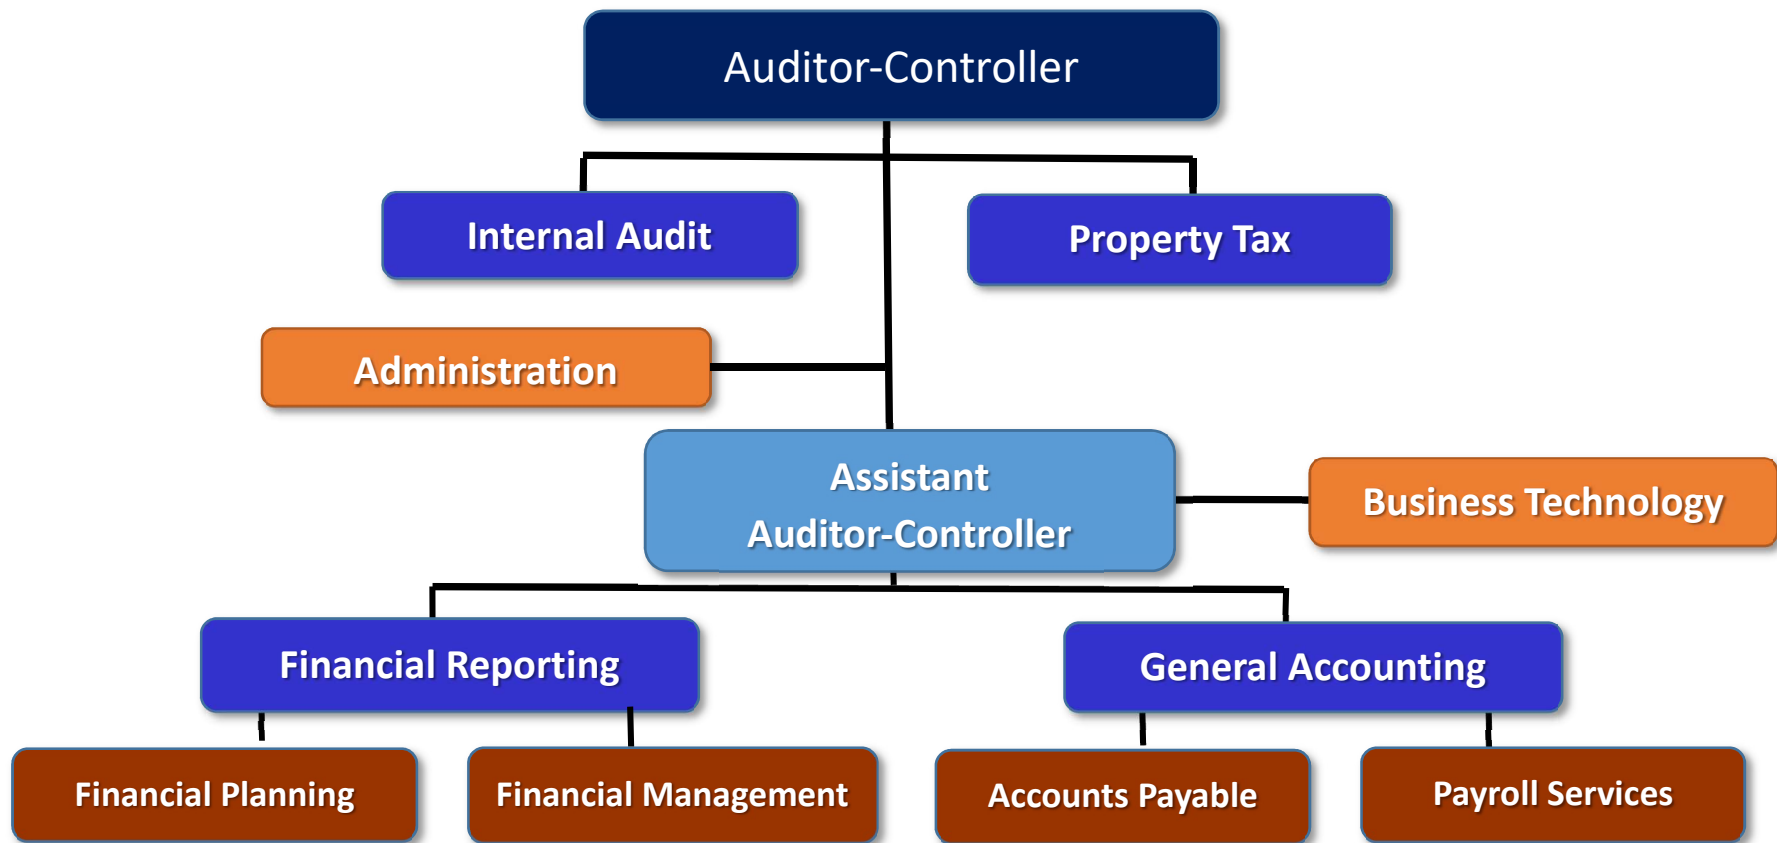 Auditor-Controller
Internal Audit
Property Tax
Administration
Assistant
Auditor-Controller
Business Technology
Financial Reporting
General Accounting
Financial Planning
Financial Management
Accounts Payable
Payroll Services